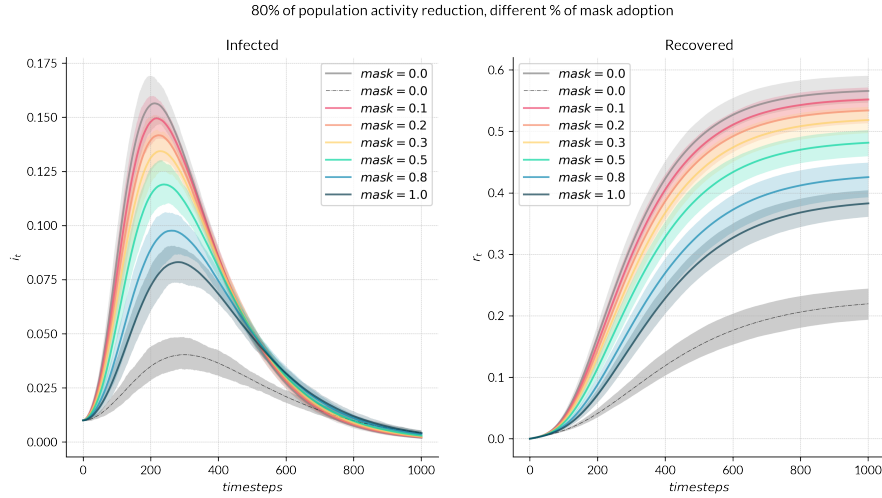 80% of population activity reduction, different % of mask adoption
Infected
0.175
0.150
0.125
0.100
0.075
0.050
0.025
0.000
i_t
0
200
400
600
800
1000
timesteps
mask = 0.0
mask = 0.0
mask = 0.1
mask = 0.2
mask = 0.3
mask = 0.5
mask = 0.8
mask = 1.0
Recovered
0.6
0.5
0.4
0.3
0.2
0.1
0.0
r_t
0
200
400
600
800
1000
timesteps
mask = 0.0
mask = 0.0
mask = 0.1
mask = 0.2
mask = 0.3
mask = 0.5
mask = 0.8
mask = 1.0